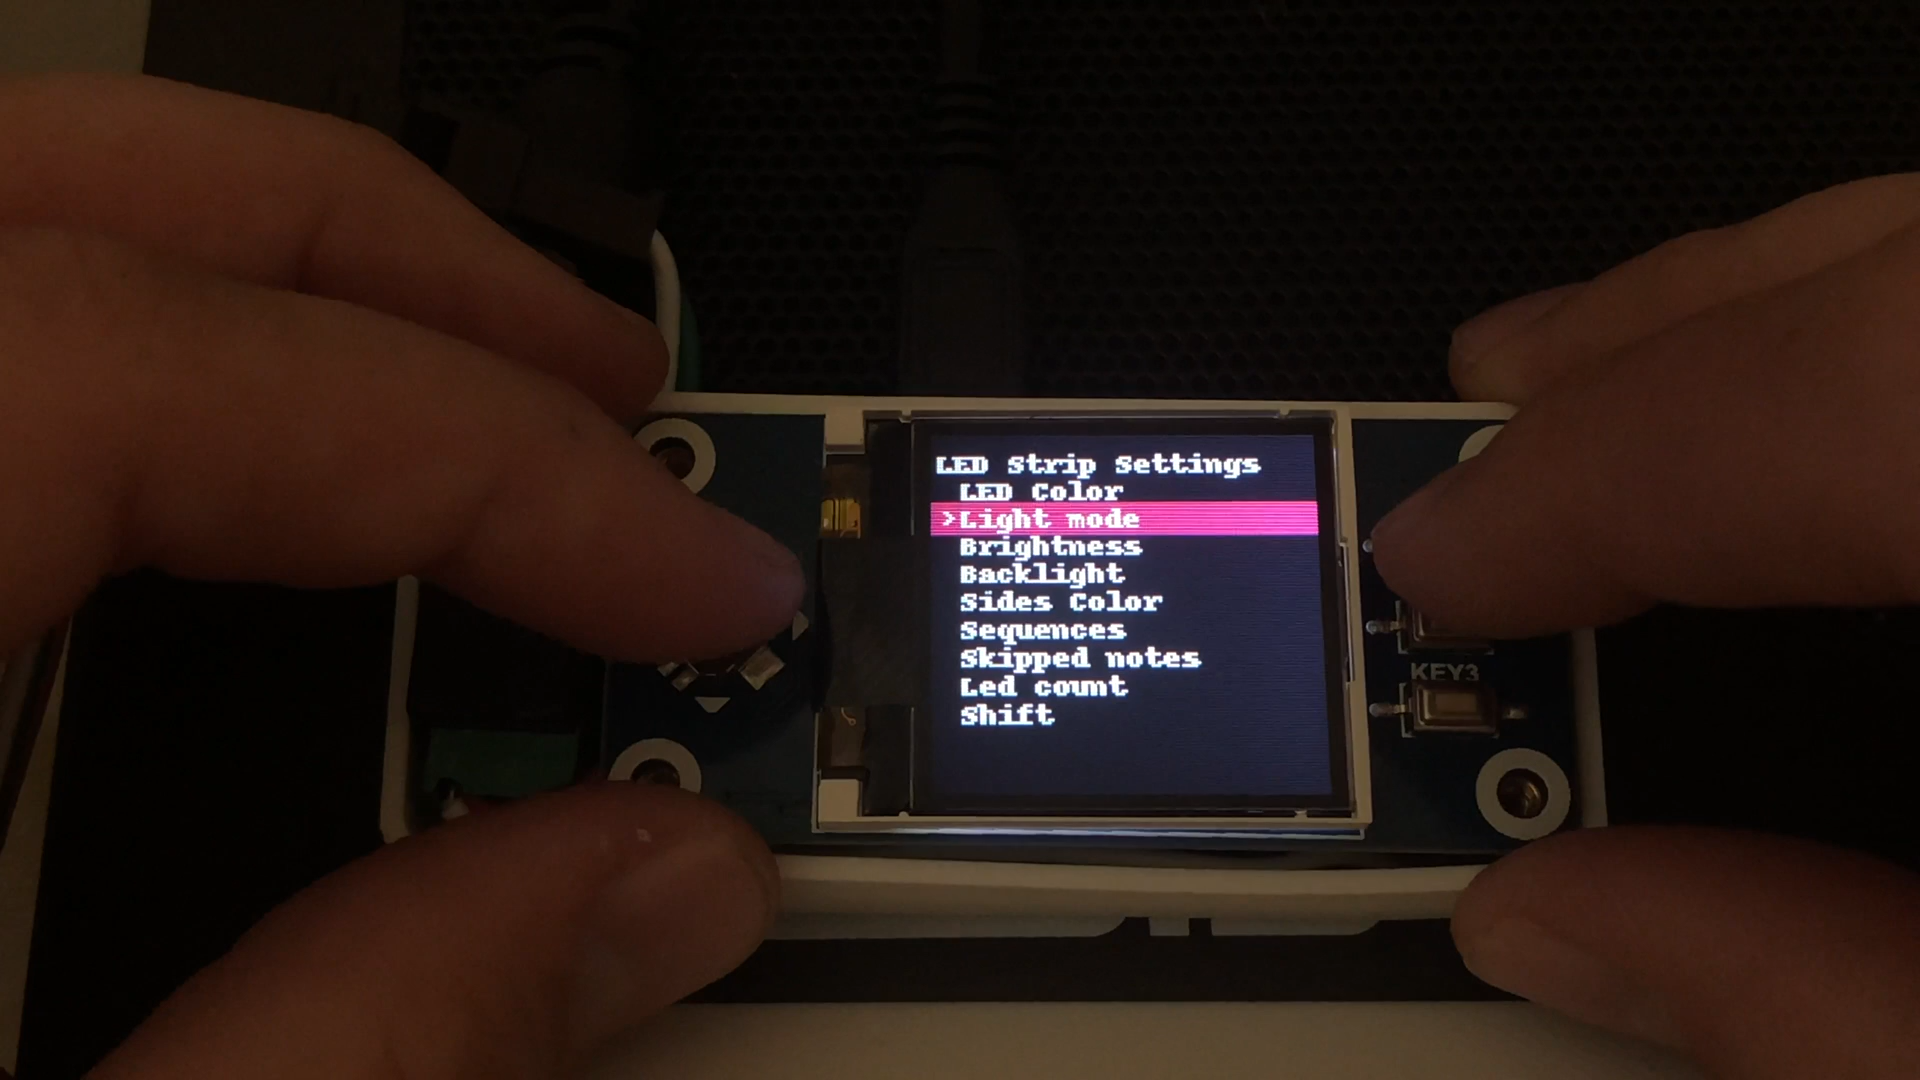 LED Strip Settings
LED Color
>Light mode
Brightness
Backlight
Sides Color
Sequences
Skipped notes
Led count
Shift
KEY3